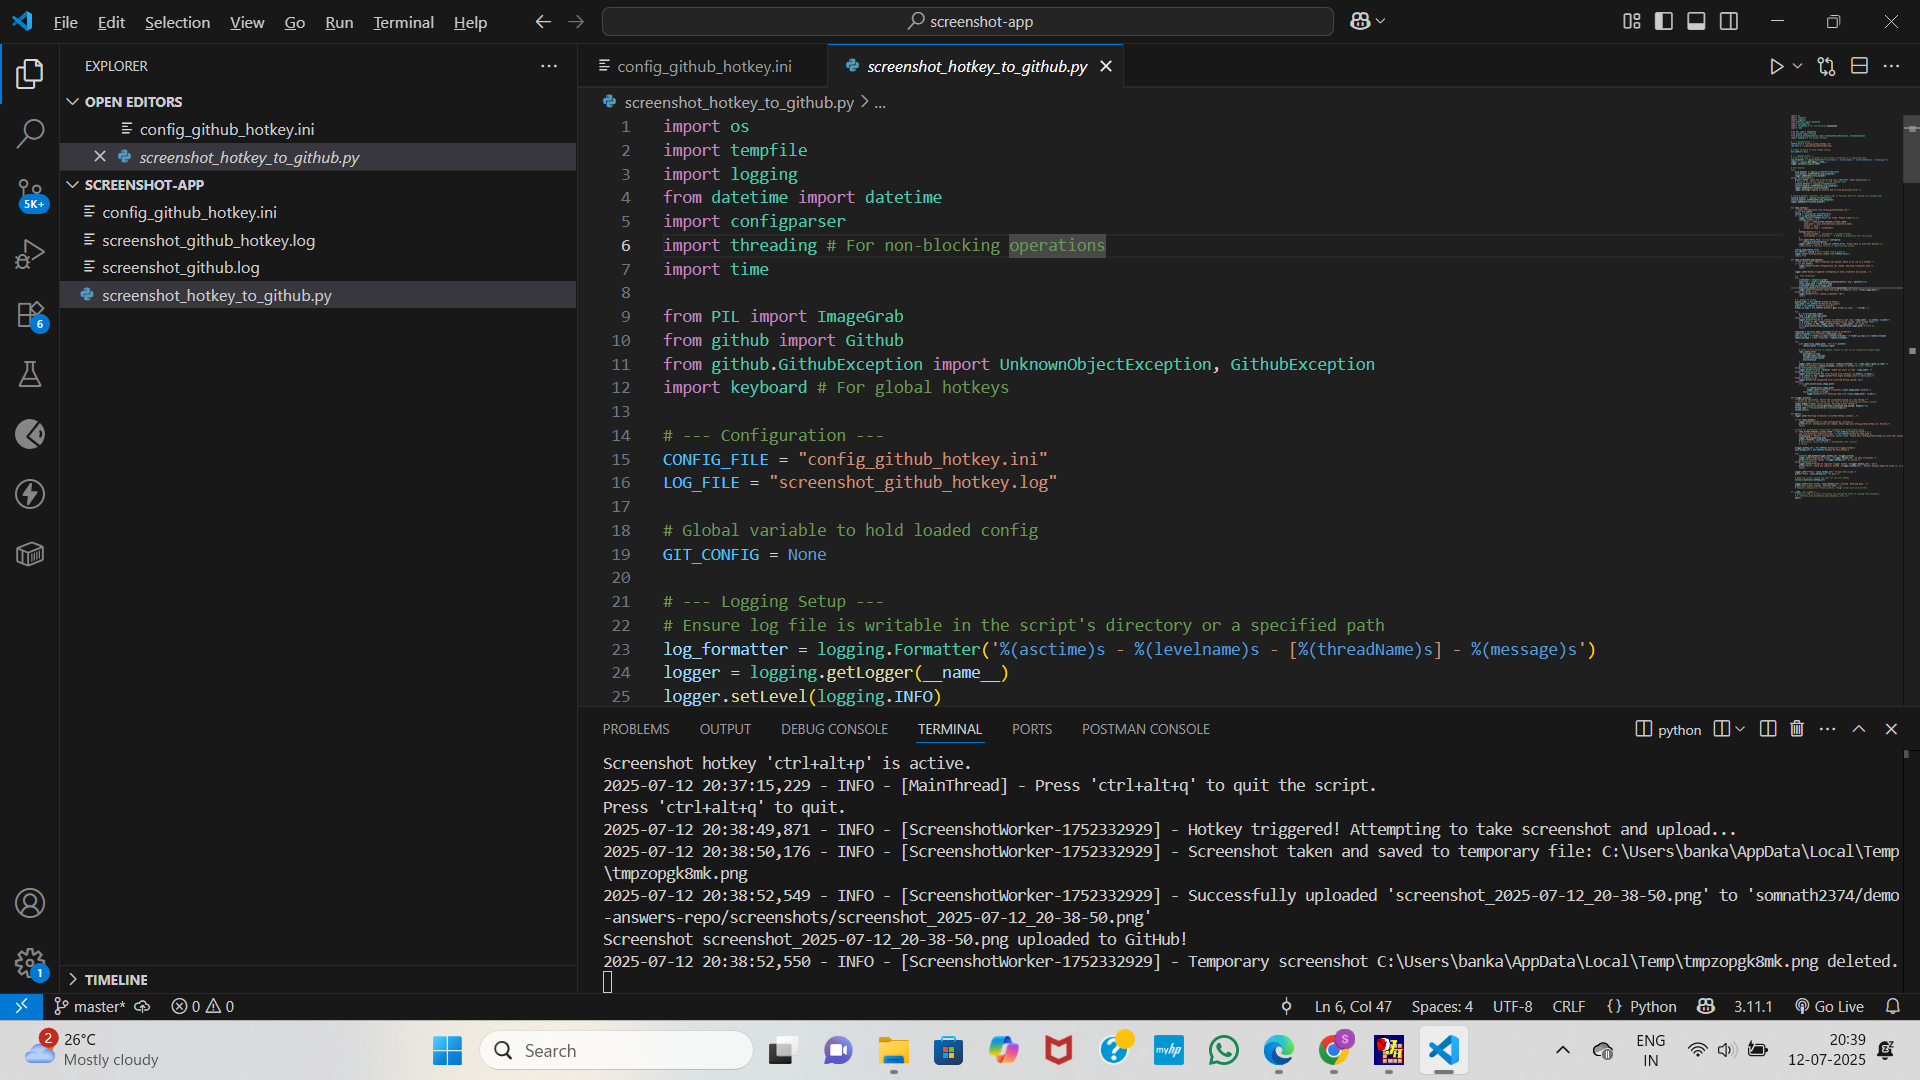 File Edit Selection View Go Run Terminal Help
screenshot-app
EXPLORER
OPEN EDITORS
config_github_hotkey.ini
screenshot_hotkey_to_github.py
SCREENSHOT-APP
config_github_hotkey.ini
screenshot_github_hotkey.log
screenshot_github.log
screenshot_hotkey_to_github.py
5K+
6
1
TIMELINE
config_github_hotkey.ini screenshot_hotkey_to_github.py
screenshot_hotkey_to_github.py > ...
1 import os
2 import tempfile
3 import logging
4 from datetime import datetime
5 import configparser
6 import threading # For non-blocking operations
7 import time
8
9 from PIL import ImageGrab
10 from github import Github
11 from github.GithubException import UnknownObjectException, GithubException
12 import keyboard # For global hotkeys
13
14 # --- Configuration ---
15 CONFIG_FILE = "config_github_hotkey.ini"
16 LOG_FILE = "screenshot_github_hotkey.log"
17
18 # Global variable to hold loaded config
19 GIT_CONFIG = None
20
21 # --- Logging Setup ---
22 # Ensure log file is writable in the script's directory or a specified path
23 log_formatter = logging.Formatter('%(asctime)s - %(levelname)s - [%(threadName)s] - %(message)s')
24 logger = logging.getLogger(__name__)
25 logger.setLevel(logging.INFO)
PROBLEMS OUTPUT DEBUG CONSOLE TERMINAL PORTS POSTMAN CONSOLE
python
Screenshot hotkey 'ctrl+alt+p' is active.
2025-07-12 20:37:15,229 - INFO - [MainThread] - Press 'ctrl+alt+q' to quit the script.
Press 'ctrl+alt+q' to quit.
2025-07-12 20:38:49,871 - INFO - [ScreenshotWorker-1752332929] - Hotkey triggered! Attempting to take screenshot and upload...
2025-07-12 20:38:50,176 - INFO - [ScreenshotWorker-1752332929] - Screenshot taken and saved to temporary file: C:\Users\banka\AppData\Local\Temp
\tmpzopgk8mk.png
2025-07-12 20:38:52,549 - INFO - [ScreenshotWorker-1752332929] - Successfully uploaded 'screenshot_2025-07-12_20-38-50.png' to 'somnath2374/demo
-answers-repo/screenshots/screenshot_2025-07-12_20-38-50.png'
Screenshot screenshot_2025-07-12_20-38-50.png uploaded to GitHub!
2025-07-12 20:38:52,550 - INFO - [ScreenshotWorker-1752332929] - Temporary screenshot C:\Users\banka\AppData\Local\Temp\tmpzopgk8mk.png deleted.
master* 0 0 Ln 6, Col 47 Spaces: 4 UTF-8 CRLF {} Python 3.11.1 Go Live
2
26°C
Mostly cloudy
Search
myhp
S
ENG
IN
20:39
12-07-2025